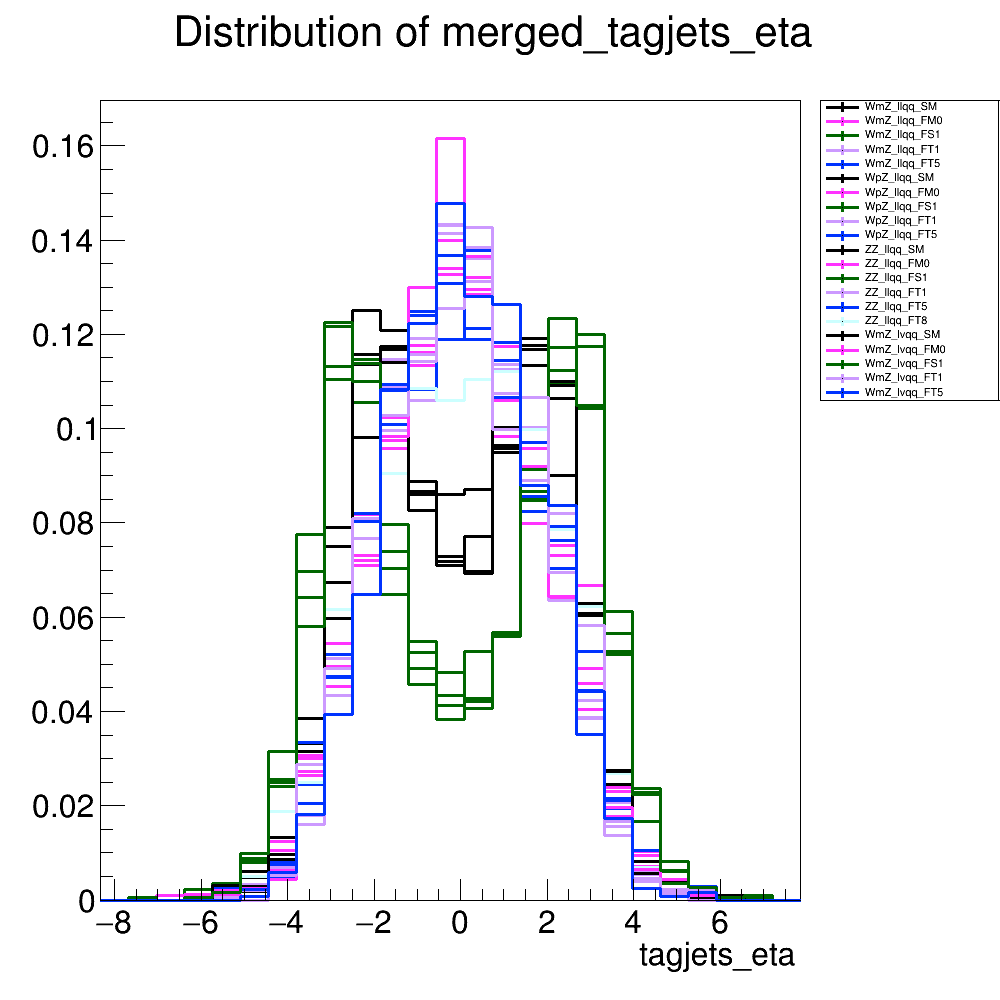 Distribution of merged_tagjets_eta
WmZ_llqq_SM
WmZ_llqq_FM0
WmZ_llqq_FS1
WmZ_llqq_FT1
WmZ_llqq_FT5
WpZ_llqq_SM
WpZ_llqq_FM0
WpZ_llqq_FS1
WpZ_llqq_FT1
WpZ_llqq_FT5
ZZ_llqq_SM
ZZ_llqq_FM0
ZZ_llqq_FS1
ZZ_llqq_FT1
ZZ_llqq_FT5
ZZ_llqq_FT8
WmZ_lvqq_SM
WmZ_lvqq_FM0
WmZ_lvqq_FS1
WmZ_lvqq_FT1
WmZ_lvqq_FT5
0.16
0.14
0.12
0.1
0.08
0.06
0.04
0.02
0
−8 −6 −4 −2 0 2 4 6
tagjets_eta